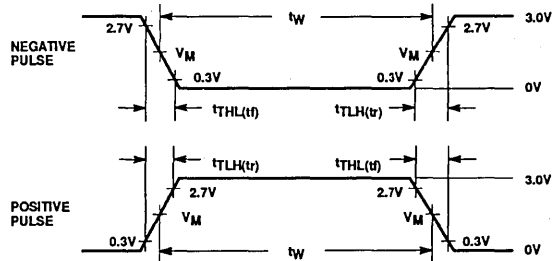 tW
3.0V
2.7V
2.7V
NEGATIVE
PULSE
VM
VM
0.3V
0.3V
0V
tTHL(tf)
tTLH(tr)
tTLH(tr)
tTHL(tf)
3.0V
2.7V
2.7V
POSITIVE
PULSE
VM
VM
0.3V
0.3V
tW
0V